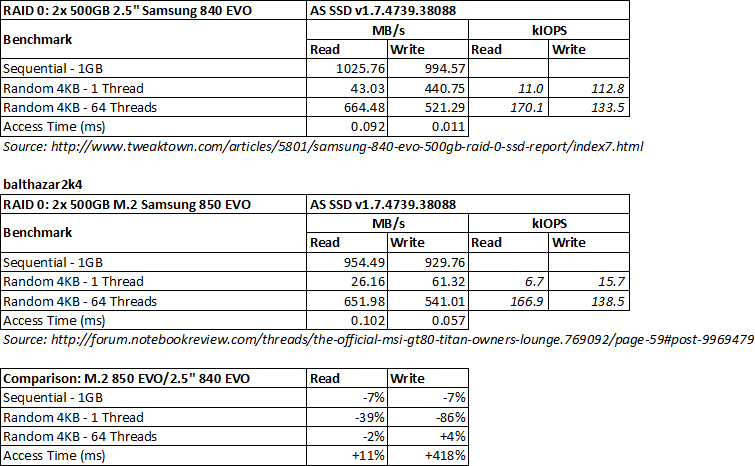 RAID 0: 2x 500GB 2.5" Samsung 840 EVO AS SSD v1.7.4739.38088
Benchmark MB/s kIOPS
Read Write Read Write
Sequential - 1GB 1025.76 994.57
Random 4KB - 1 Thread 43.03 440.75 11.0 112.8
Random 4KB - 64 Threads 664.48 521.29 170.1 133.5
Access Time (ms) 0.092 0.011
Source: http://www.tweaktown.com/articles/5801/samsung-840-evo-500gb-raid-0-ssd-report/index7.html
balthazar2k4
RAID 0: 2x 500GB M.2 Samsung 850 EVO AS SSD v1.7.4739.38088
Benchmark MB/s kIOPS
Read Write Read Write
Sequential - 1GB 954.49 929.76
Random 4KB - 1 Thread 26.16 61.32 6.7 15.7
Random 4KB - 64 Threads 651.98 541.01 166.9 138.5
Access Time (ms) 0.102 0.057
Source: http://forum.notebookreview.com/threads/the-official-msi-gt80-titan-owners-lounge.769092/page-59#post-9969479
Comparison: M.2 850 EVO/2.5" 840 EVO Read Write
Sequential - 1GB -7% -7%
Random 4KB - 1 Thread -39% -86%
Random 4KB - 64 Threads -2% +4%
Access Time (ms) +11% +418%